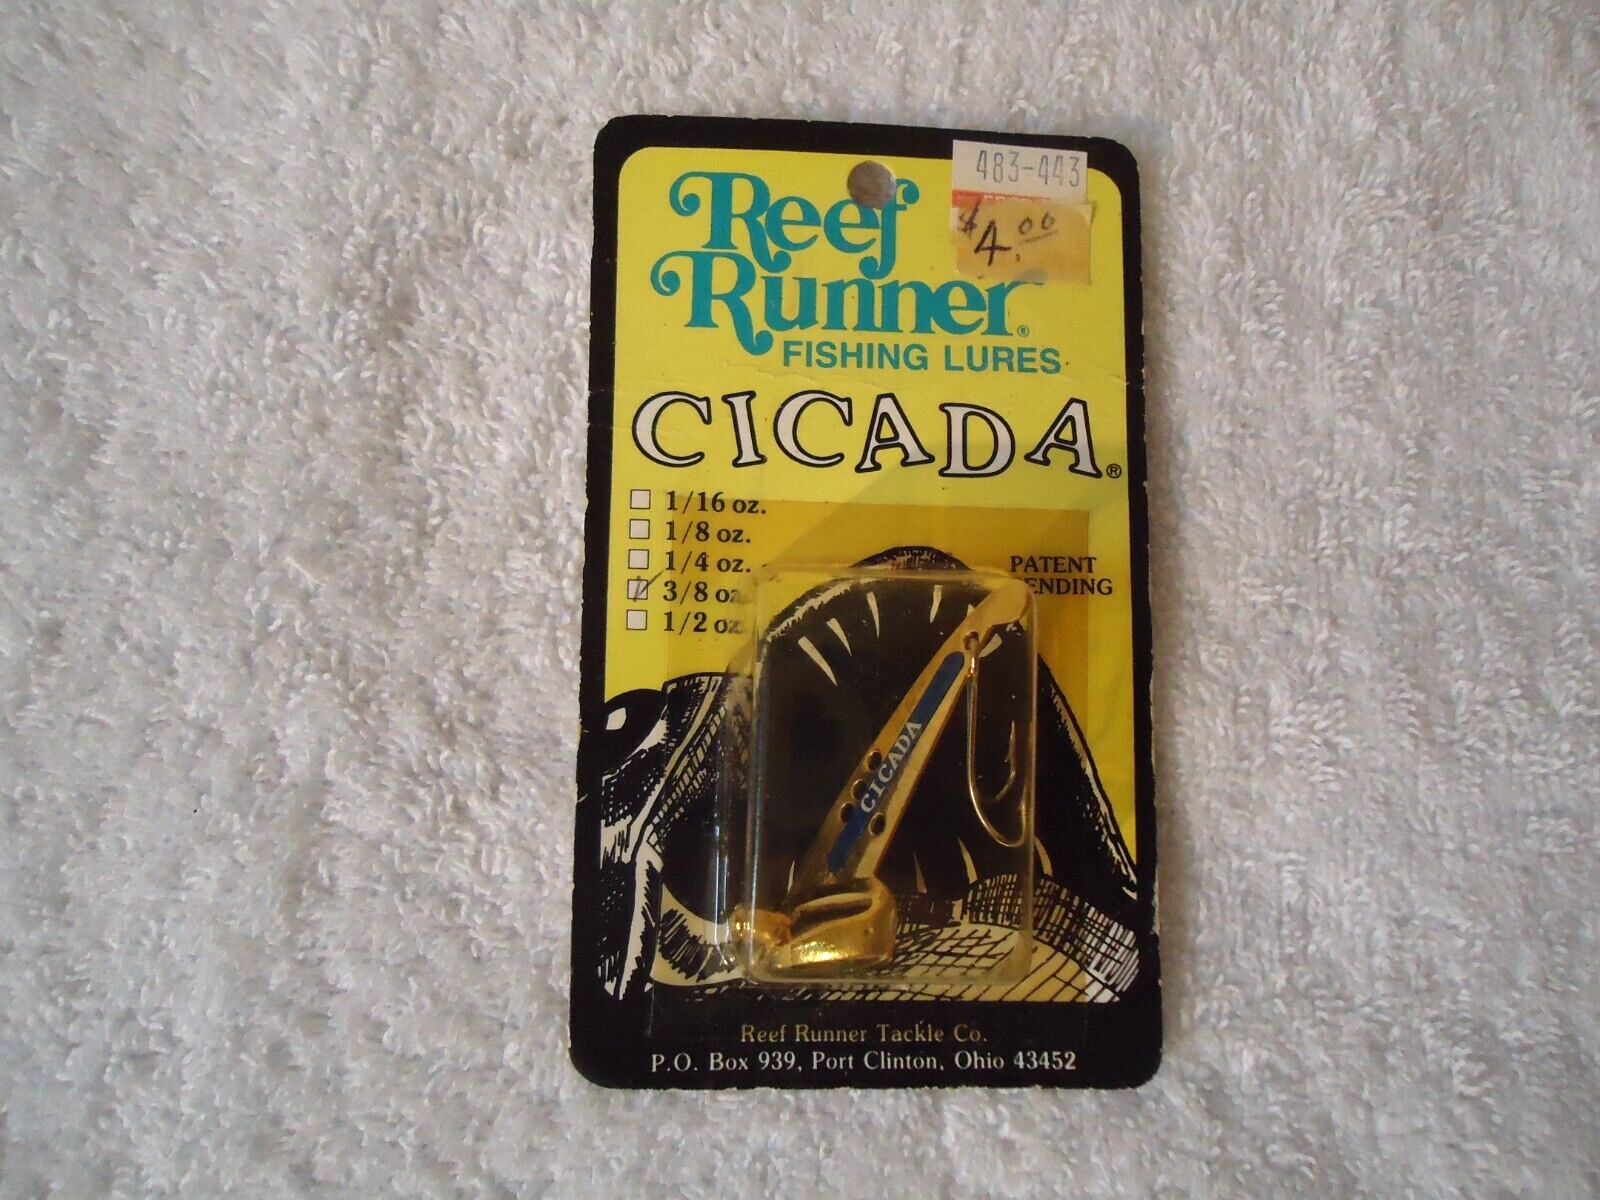 483-443
$4.00
Reef
Runner®
FISHING LURES
CICADA®
1/16 oz.
1/8 oz.
1/4 oz.
3/8 oz
1/2 oz
PATENT
ENDING
CICADA
Reef Runner Tackle Co.
P.O. Box 939, Port Clinton, Ohio 43452